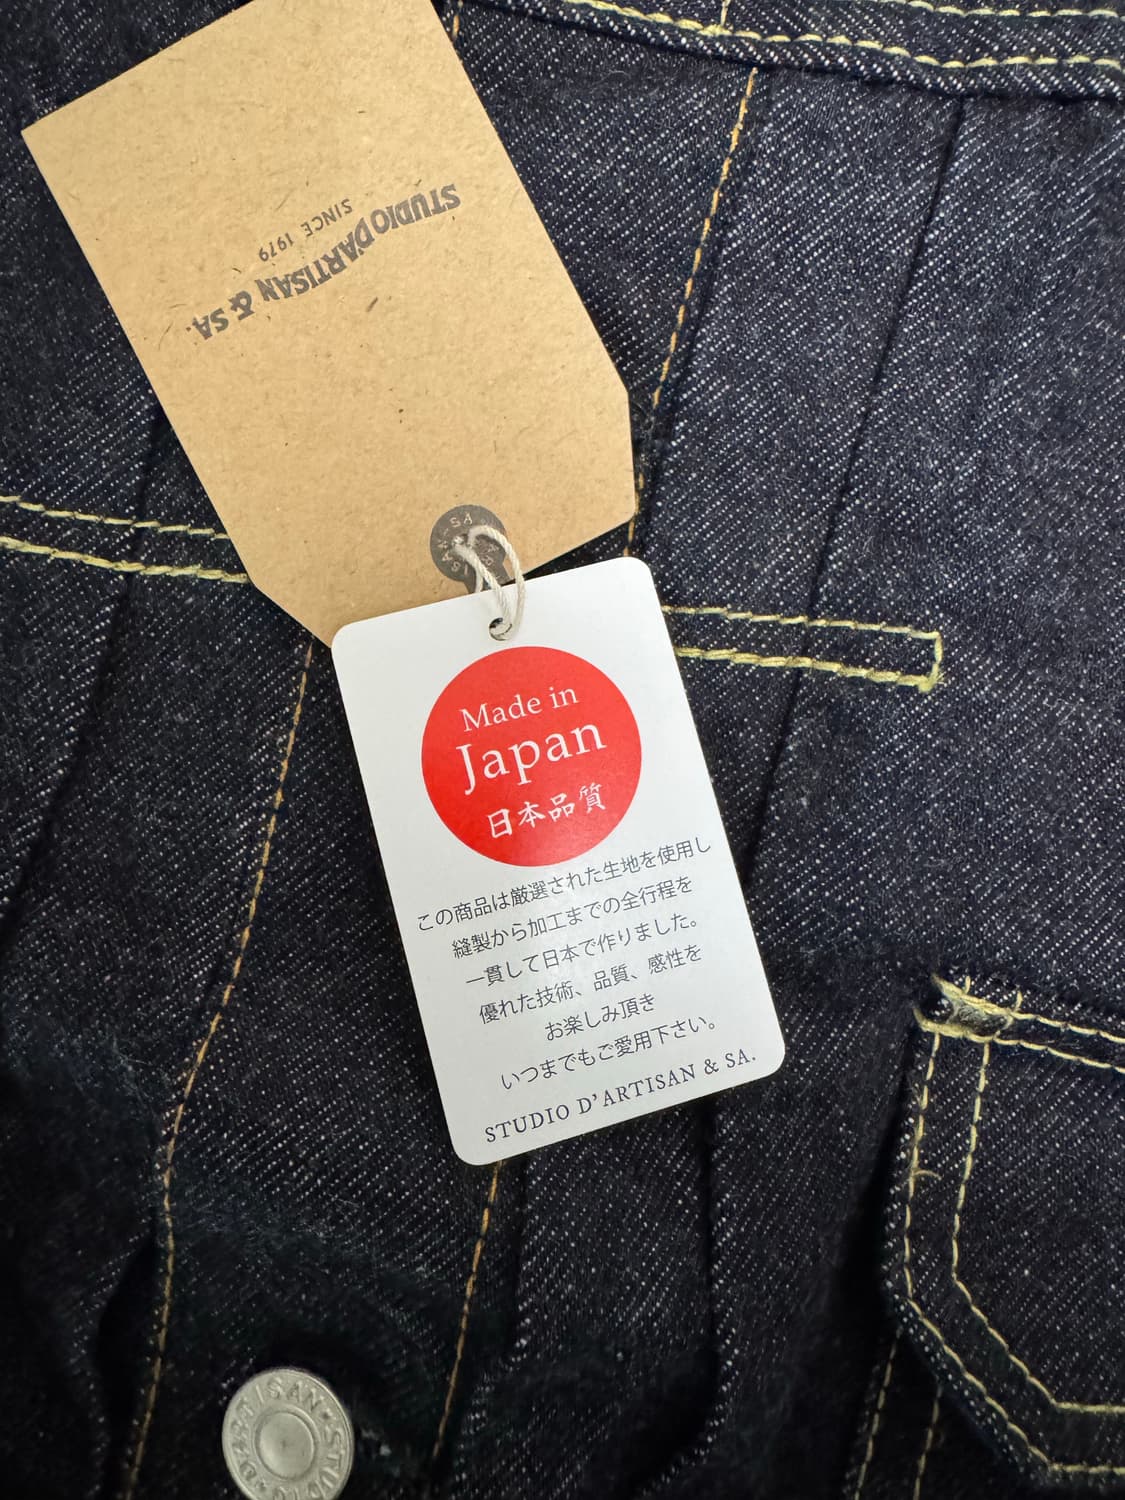 STUDIO D'ARTISAN & SA.
SINCE 1979
Made in
Japan
日本品質
この商品は厳選された生地を使用し
縫製から加工までの全行程を
一貫して日本で作りました。
優れた技術、品質、感性を
お楽しみ頂き
いつまでもご愛用下さい。
STUDIO D'ARTISAN & SA.
D'ARTISAN·STUDIO